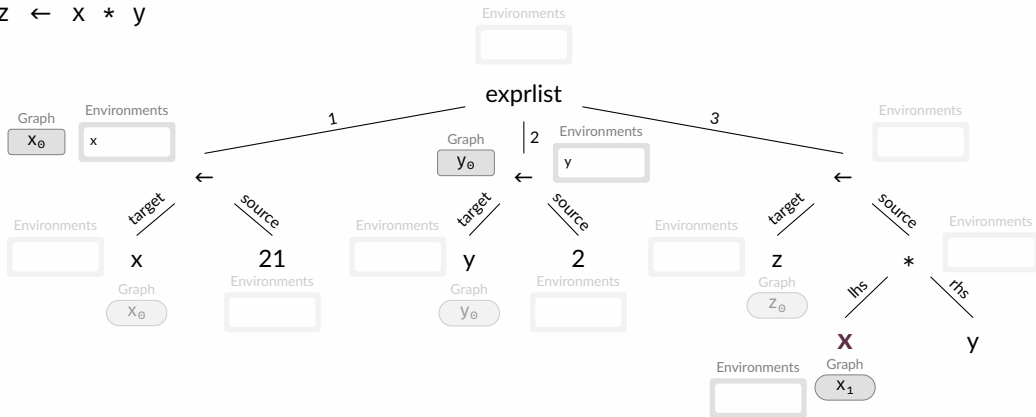 z ← x * y
Environments
exprlist
Graph Environments 1 2 3 Environments
x₀ x Graph Environments
y₀ y
← ← ←
target source target source target source
Environments Environments Environments Environments
x 21 y 2 z *
Graph Environments Graph Environments Graph lhs rhs
x₀ y₀ z₀
x y
Environments Graph
x₁